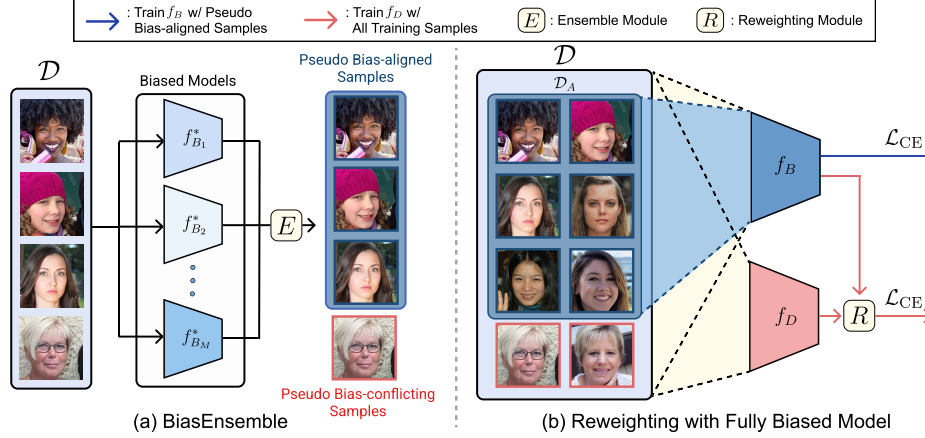 : Train f_B w/ Pseudo
Bias-aligned Samples
: Train f_D w/
All Training Samples
E : Ensemble Module
R : Reweighting Module
D
Biased Models
f*_{B_1}
f*_{B_2}
f*_{B_M}
E
Pseudo Bias-aligned
Samples
Pseudo Bias-conflicting
Samples
(a) BiasEnsemble
D
D_A
f_B
L_CE
f_D
R
L_CE
(b) Reweighting with Fully Biased Model